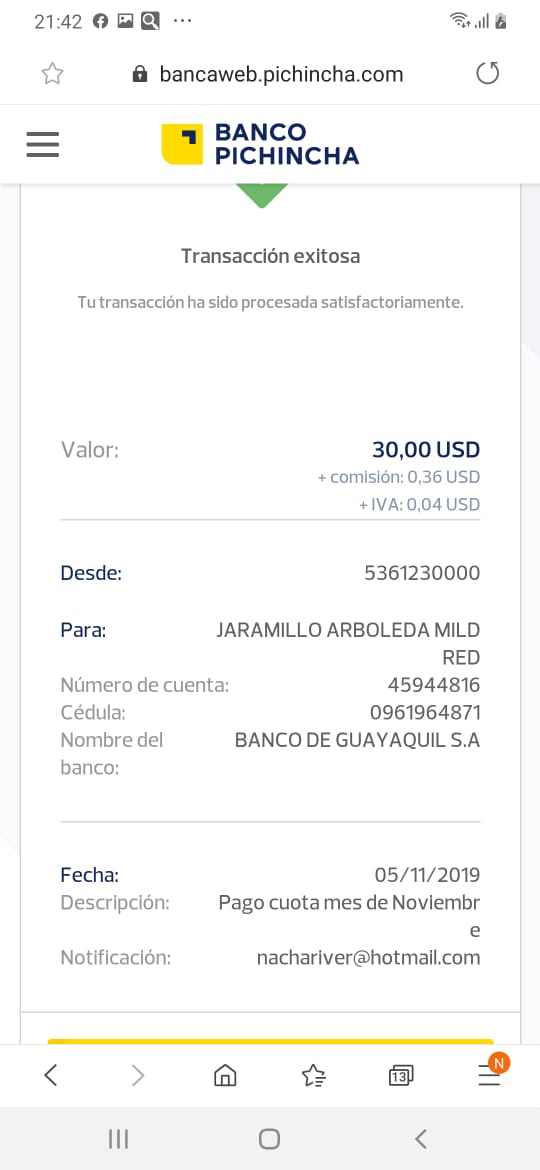 21:42
bancaweb.pichincha.com
BANCO
PICHINCHA
Transacción exitosa
Tu transacción ha sido procesada satisfactoriamente.
Valor: 30,00 USD
+ comisión: 0,36 USD
+ IVA: 0,04 USD
Desde: 5361230000
Para: JARAMILLO ARBOLEDA MILD
RED
Número de cuenta: 45944816
Cédula: 0961964871
Nombre del BANCO DE GUAYAQUIL S.A
banco:
Fecha: 05/11/2019
Descripción: Pago cuota mes de Noviembr
e
Notificación: nachariver@hotmail.com
13
N